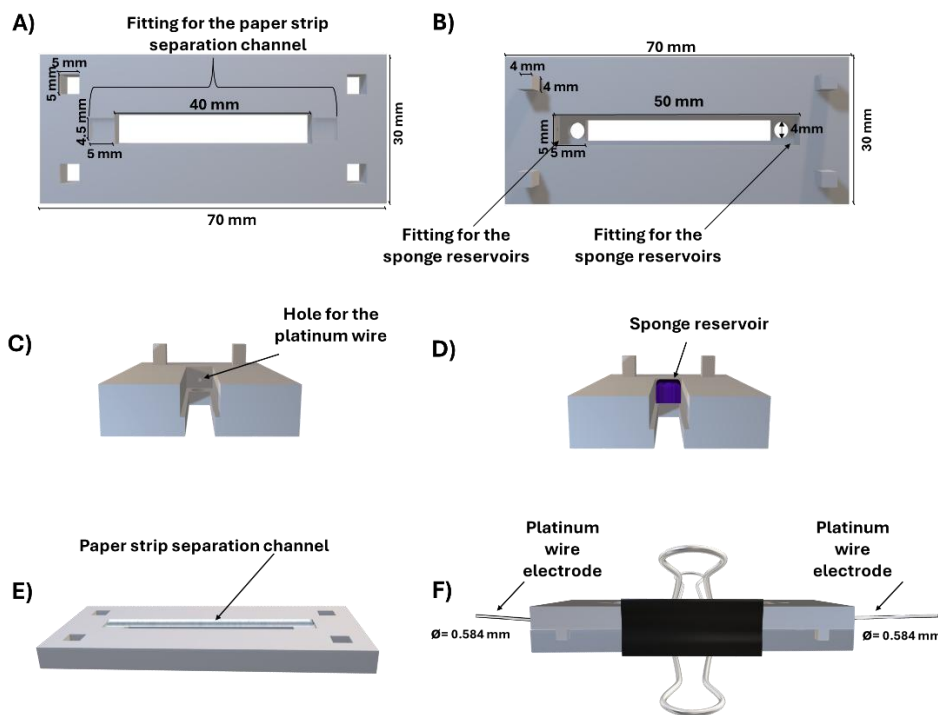 A)
Fitting for the paper strip
separation channel
5 mm
5 mm
40 mm
4.5 mm
5 mm
30 mm
70 mm
B)
70 mm
4 mm
4 mm
50 mm
5 mm
5 mm
4mm
30 mm
Fitting for the
sponge reservoirs
Fitting for the
sponge reservoirs
C)
Hole for the
platinum wire
D)
Sponge reservoir
E)
Paper strip separation channel
F)
Platinum
wire
electrode
Platinum
wire
electrode
Ø= 0.584 mm
Ø= 0.584 mm